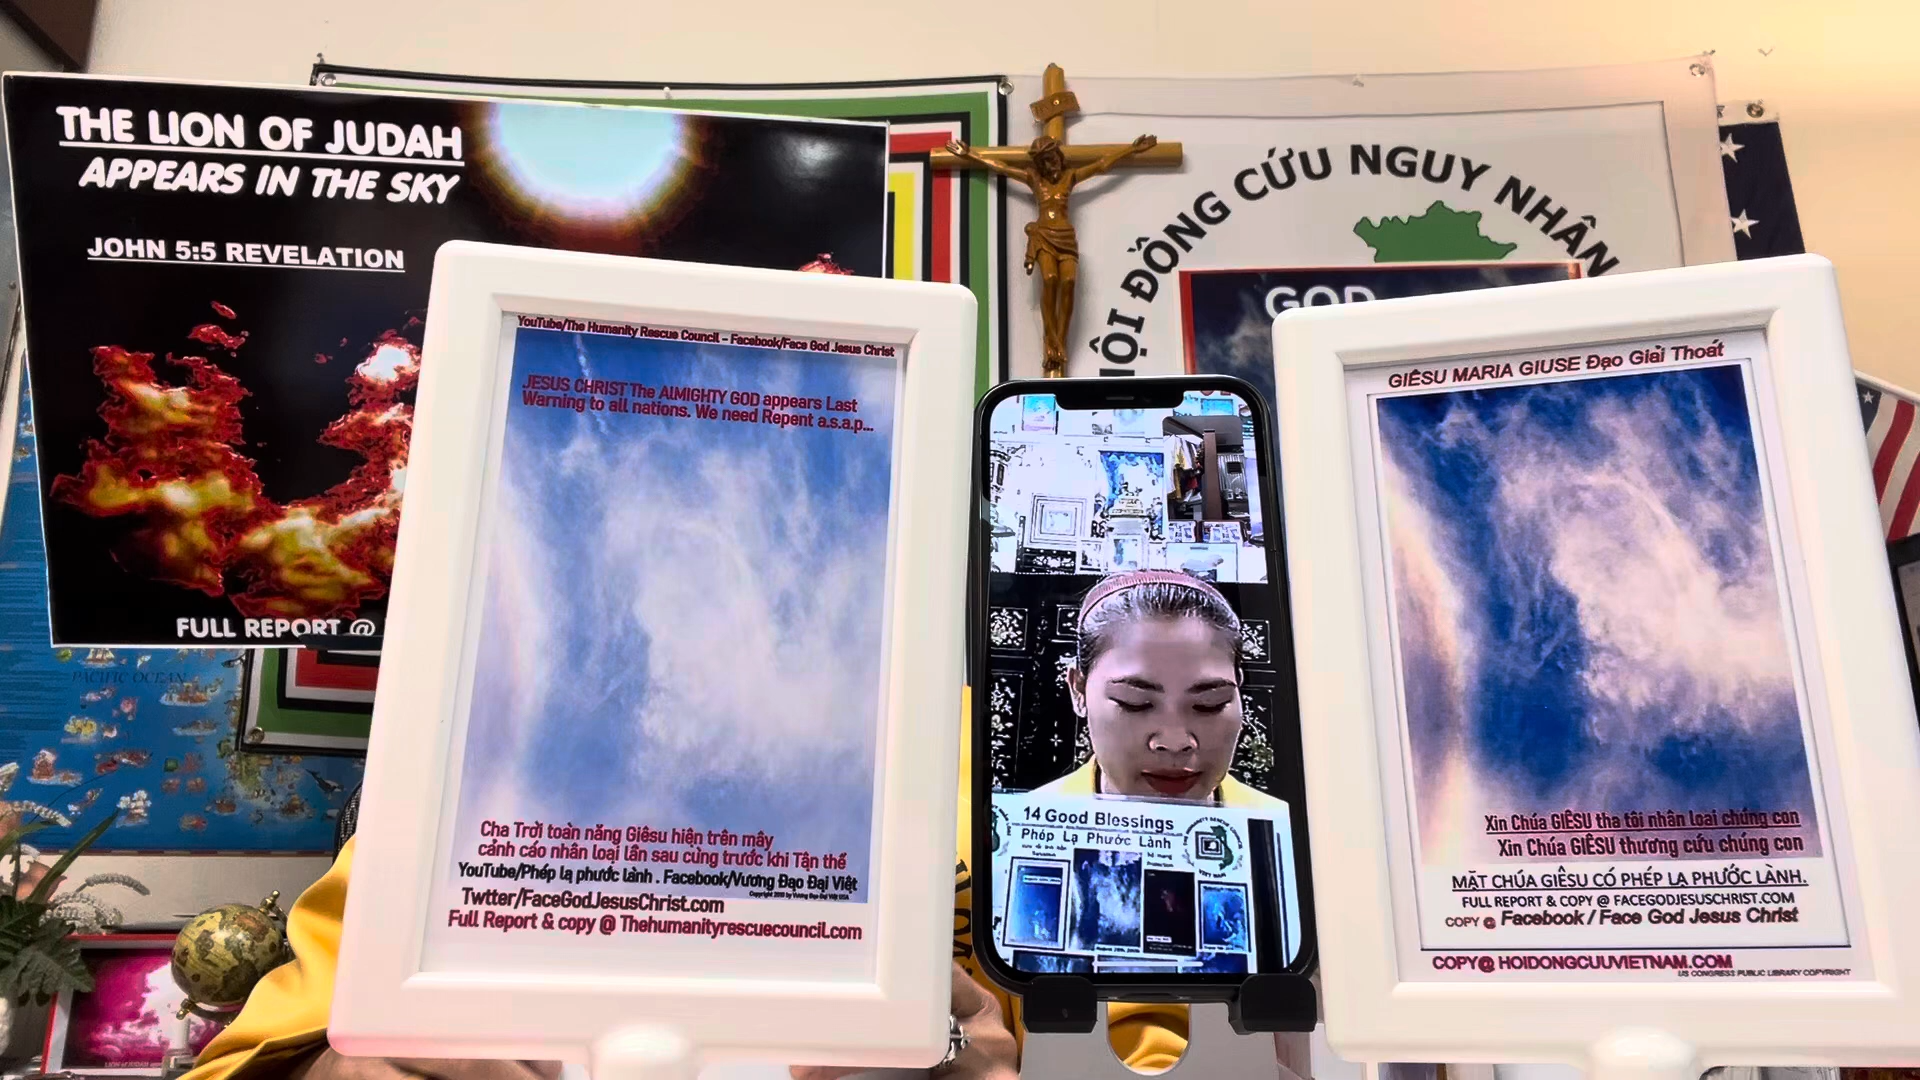 THE LION OF JUDAH
APPEARS IN THE SKY
JOHN 5:5 REVELATION
FULL REPORT @
PACIFIC OCEAN
HỘI ĐỒNG CỨU NGUY NHÂN
GOD
YouTube/The Humanity Rescue Council - Facebook/Face God Jesus Christ
JESUS CHRIST The AlMIGHTY GOD appears Last
Warning to all nations. We need Repent a.s.a.p...
Cha Trời toàn năng Giêsu hiện trên mây
cảnh cáo nhân loại lần sau cùng trước khi Tận thế
YouTube/Phép lạ phước lành . Facebook/Vương Đạo Đại Việt
Twtter/FaceGodJesusChrist.com
Full Report & copy @ Thehumanityrescuecouncil.com
14 Good Blessings
Phép Lạ Phước Lành
GIÊSU MARIA GIUSE Đạo Giải Thoát
Xin Chúa GIÊSU tha tội nhân loại chúng con
Xin Chúa GIÊSU thương cứu chúng con
MẶT CHÚA GIÊSU CÓ PHÉP LẠ PHƯỚC LÀNH.
FULL REPORT & COPY @ FACEGODJESUSCHRIST.COM
COPY @ Facebook / Face God Jesus Christ
COPY@ HOIDONGCUUVIETNAM.COM
US CONGRESS PUBLIC LIBRARY COPYRIGHT